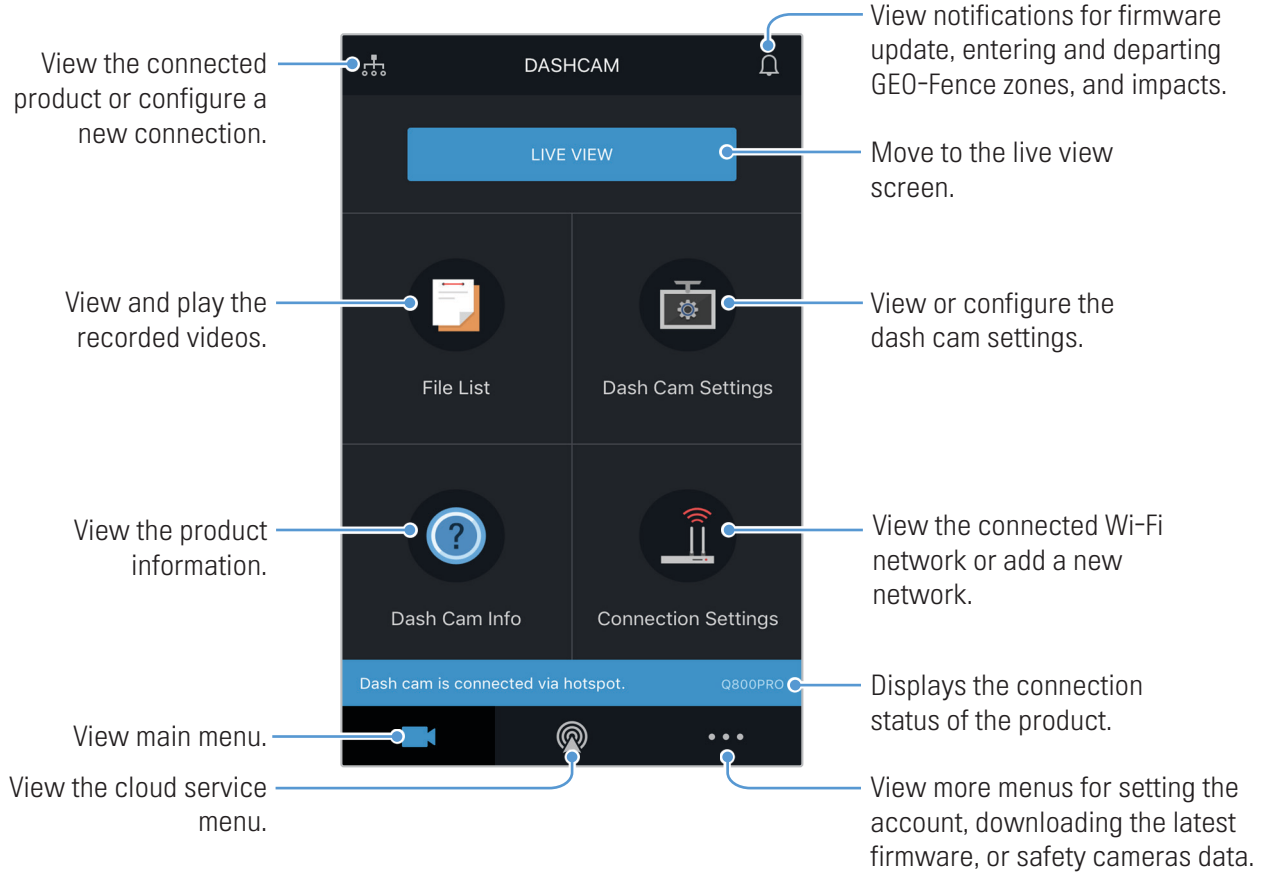 View notifications for firmware
update, entering and departing
GEO-Fence zones, and impacts.
View the connected
product or configure a
new connection.
DASHCAM
LIVE VIEW
Move to the live view
screen.
View and play the
recorded videos.
File List
Dash Cam Settings
View or configure the
dash cam settings.
View the product
information.
?
Dash Cam Info
Connection Settings
View the connected Wi-Fi
network or add a new
network.
Dash cam is connected via hotspot.
Q800PRO
Displays the connection
status of the product.
View main menu.
View the cloud service
menu.
View more menus for setting the
account, downloading the latest
firmware, or safety cameras data.